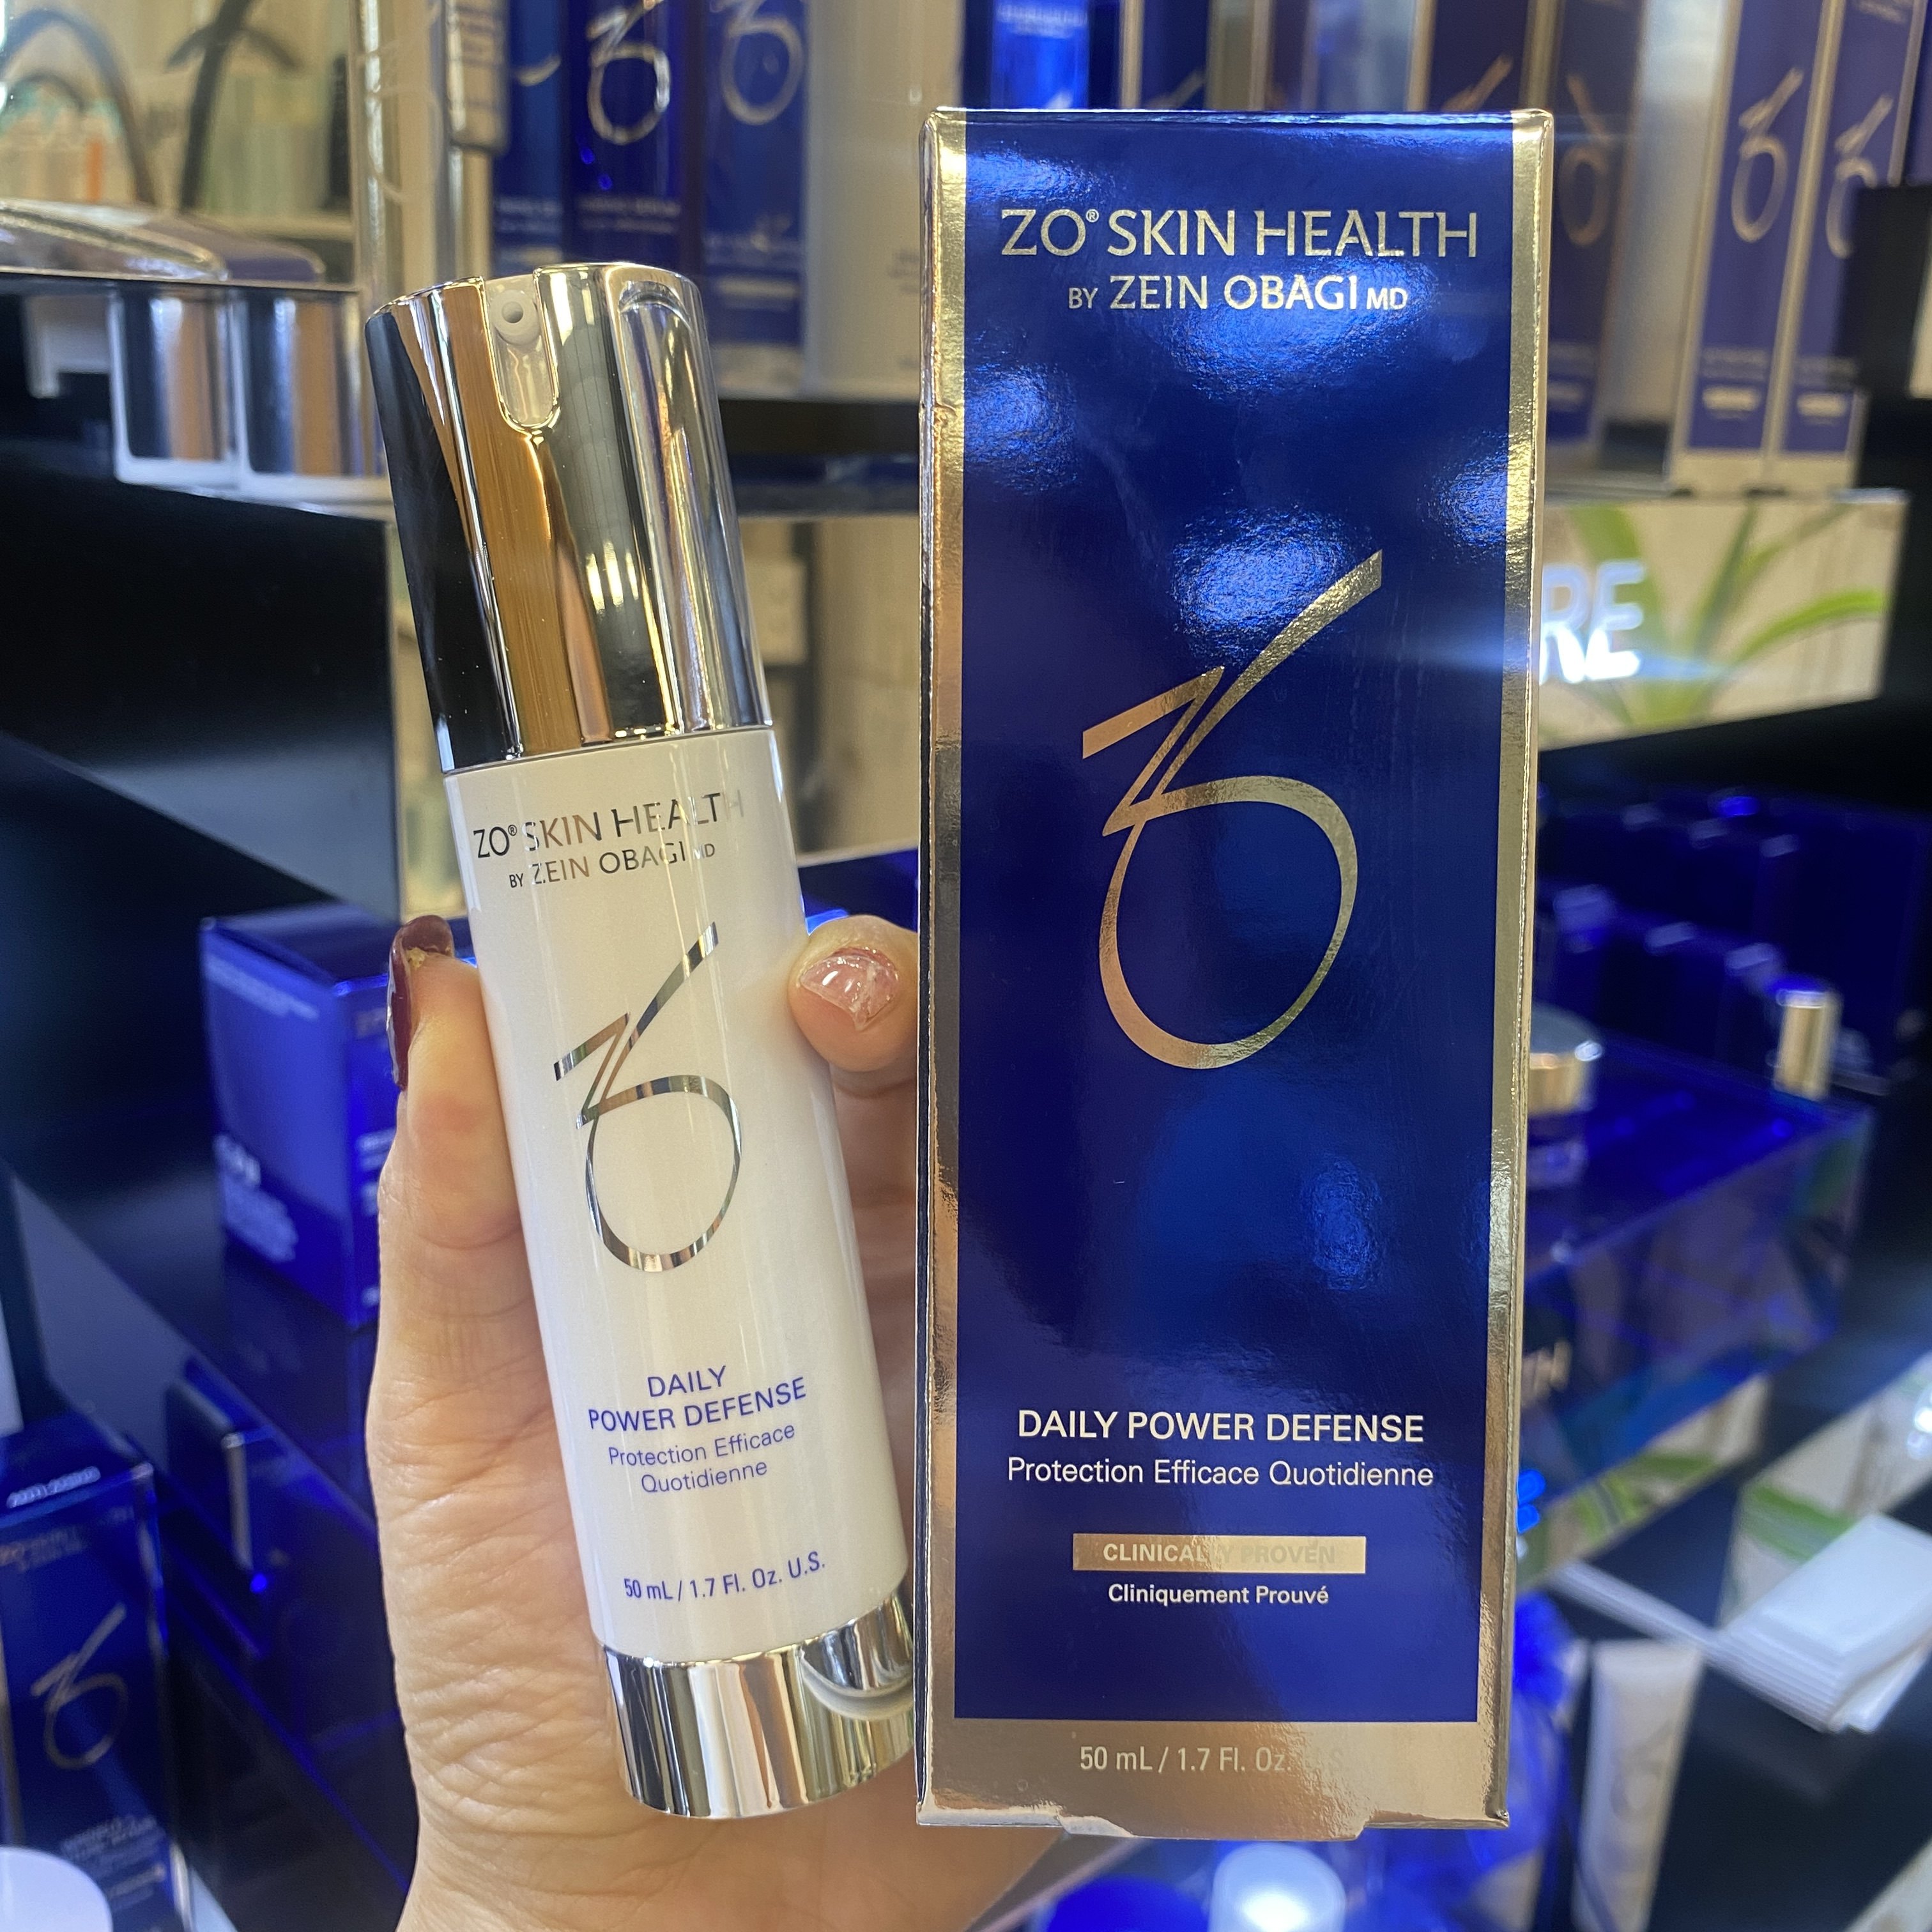 ZO® SKIN HEALTH
BY ZEIN OBAGI MD
DAILY
POWER DEFENSE
Protection Efficace
Quotidienne
50 mL / 1.7 Fl. Oz. U.S.
ZO® SKIN HEALTH
BY ZEIN OBAGI MD
DAILY POWER DEFENSE
Protection Efficace Quotidienne
CLINICALLY PROVEN
Cliniquement Prouvé
50 mL / 1.7 Fl. Oz. U.S.
RE